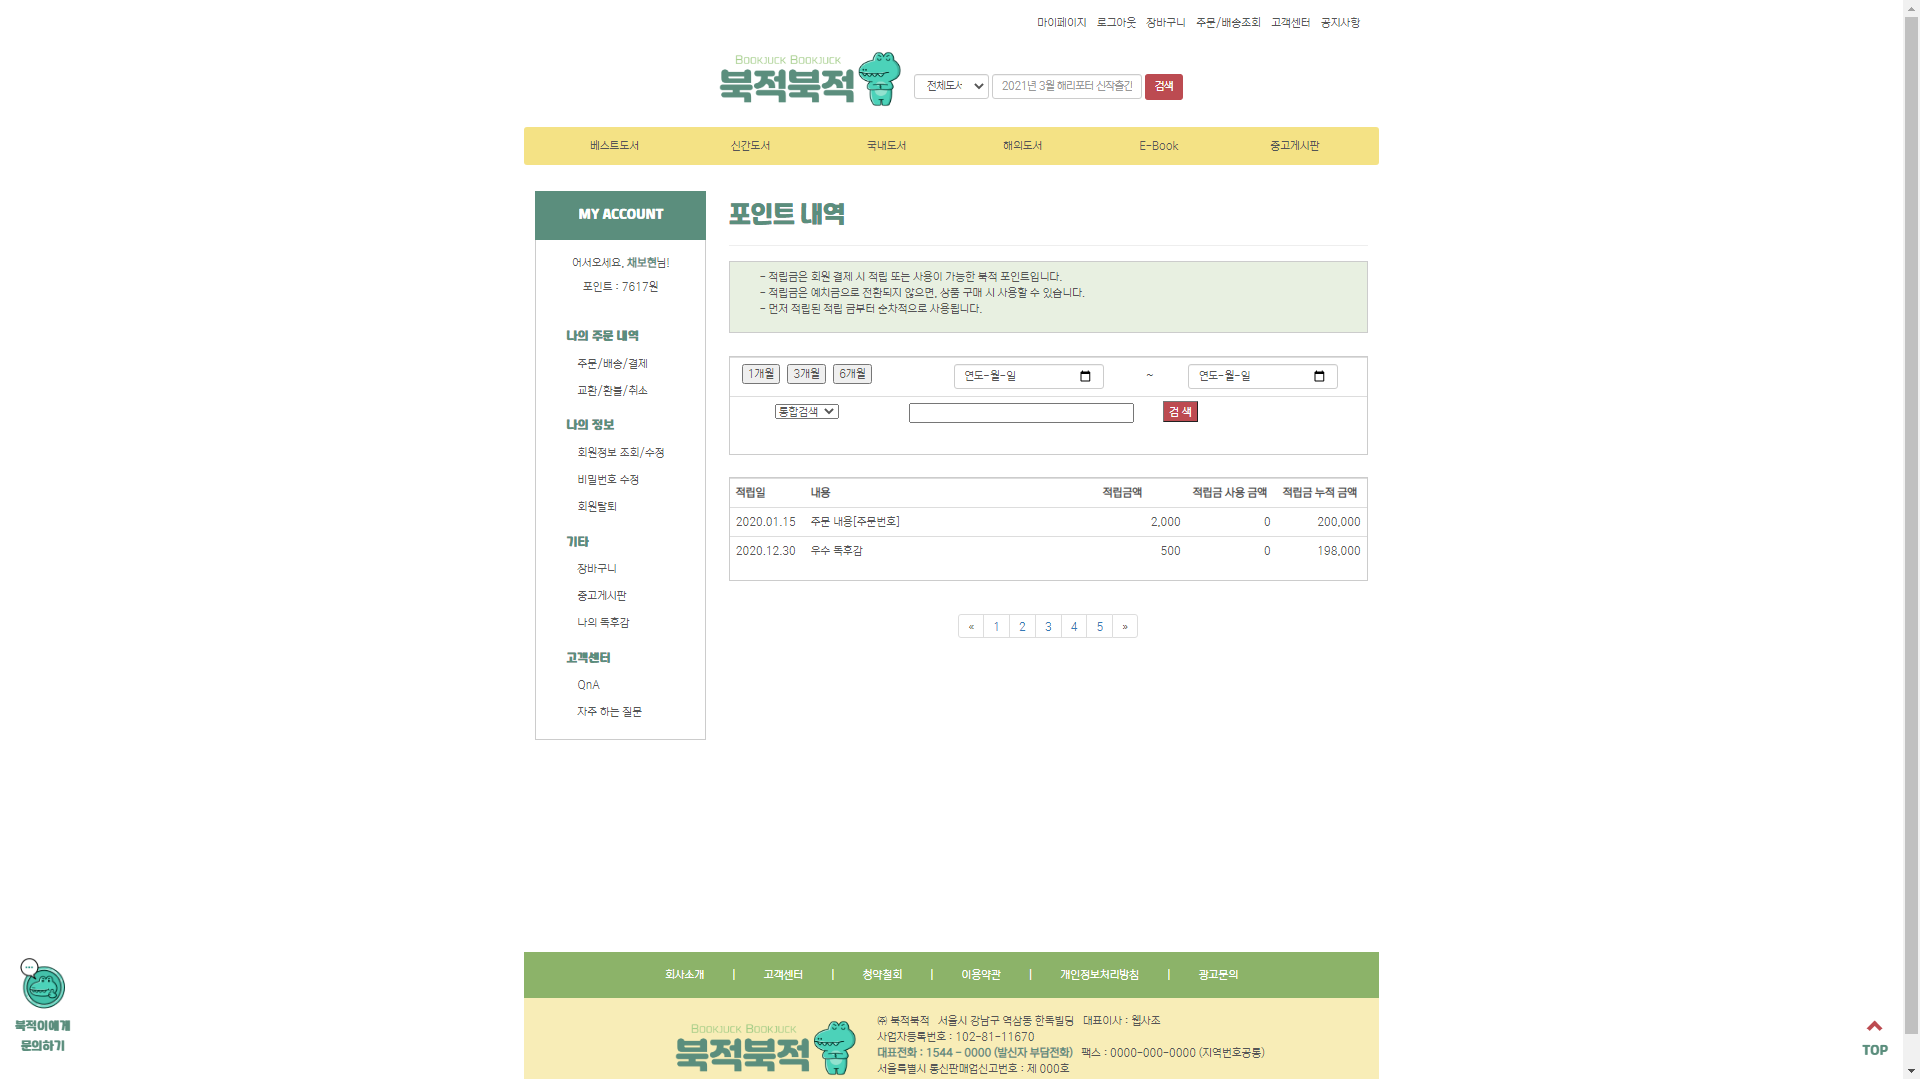 마이페이지 로그아웃 장바구니 주문/배송조회 고객센터 공지사항
BOOKJUCK BOOKJUCK
북적북적
전체도서 2021년 3월 해리포터 신작출간 검색
베스트도서 신간도서 국내도서 해외도서 E-Book 중고게시판
MY ACCOUNT
어서오세요, 채보현님!
포인트 : 7617원
나의 주문 내역
주문/배송/결제
교환/환불/취소
나의 정보
회원정보 조회/수정
비밀번호 수정
회원탈퇴
기타
장바구니
중고게시판
나의 독후감
고객센터
QnA
자주 하는 질문
포인트 내역
- 적립금은 회원 결제 시 적립 또는 사용이 가능한 북적 포인트입니다.
- 적립금은 예치금으로 전환되지 않으면, 상품 구매 시 사용할 수 있습니다.
- 먼저 적립된 적립 금부터 순차적으로 사용됩니다.
1개월 3개월 6개월 연도-월-일 ~ 연도-월-일
통합검색 검 색
적립일 내용 적립금액 적립금 사용 금액 적립금 누적 금액
2020.01.15 주문 내용[주문번호] 2,000 0 200,000
2020.12.30 우수 독후감 500 0 198,000
« 1 2 3 4 5 »
회사소개 | 고객센터 | 청약철회 | 이용약관 | 개인정보처리방침 | 광고문의
BOOKJUCK BOOKJUCK
북적북적
㈜ 북적북적 서울시 강남구 역삼동 한독빌딩 대표이사 : 웹사조
사업자등록번호 : 102-81-11670
대표전화 : 1544 - 0000 (발신자 부담전화) 팩스 : 0000-000-0000 (지역번호공통)
서울특별시 통신판매업신고번호 : 제 000호
북적이에게
문의하기
TOP